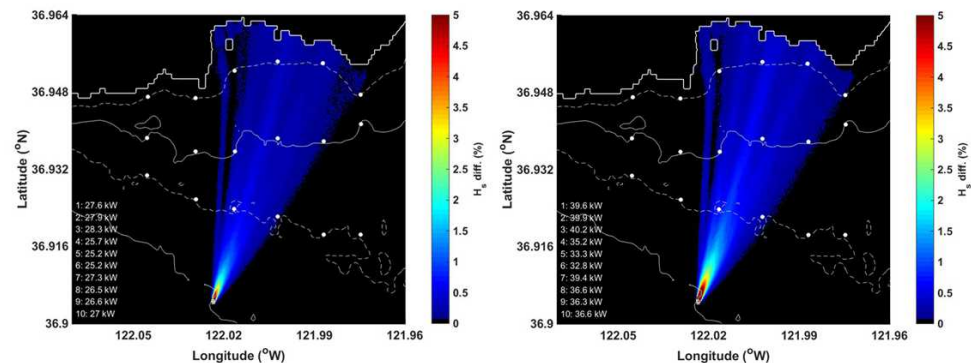 36.964
36.948
36.932
36.916
36.9
Latitude (°N)
1: 27.6 kW
2: 27.9 kW
3: 28.3 kW
4: 25.7 kW
5: 25.2 kW
6: 25.2 kW
7: 27.3 kW
8: 26.5 kW
9: 26.6 kW
10: 27 kW
122.05 122.02 121.99 121.96
Longitude (°W)
5
4.5
4
3.5
3
2.5
2
1.5
1
0.5
0
Hs diff. (%)
36.964
36.948
36.932
36.916
36.9
Latitude (°N)
1: 39.6 kW
2: 39.9 kW
3: 40.2 kW
4: 35.2 kW
5: 33.3 kW
6: 32.8 kW
7: 39.4 kW
8: 36.6 kW
9: 36.3 kW
10: 36.6 kW
122.05 122.02 121.99 121.96
Longitude (°W)
5
4.5
4
3.5
3
2.5
2
1.5
1
0.5
0
Hs diff. (%)